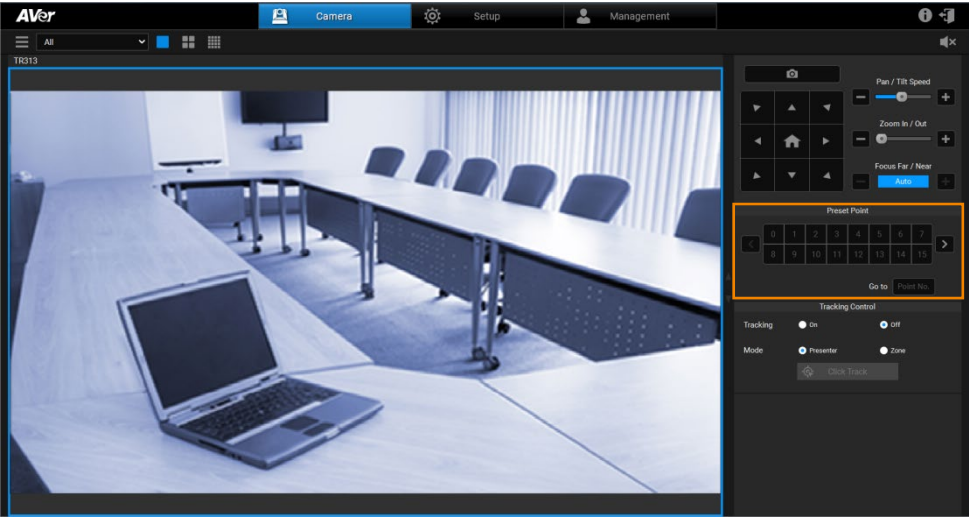 AVer
Camera
Setup
Management
All
TR313
Pan / Tilt Speed
Zoom In / Out
Focus Far / Near
Auto
Preset Point
0 1 2 3 4 5 6 7
8 9 10 11 12 13 14 15
Go to Point No.
Tracking Control
Tracking On Off
Mode Presenter Zone
Click Track